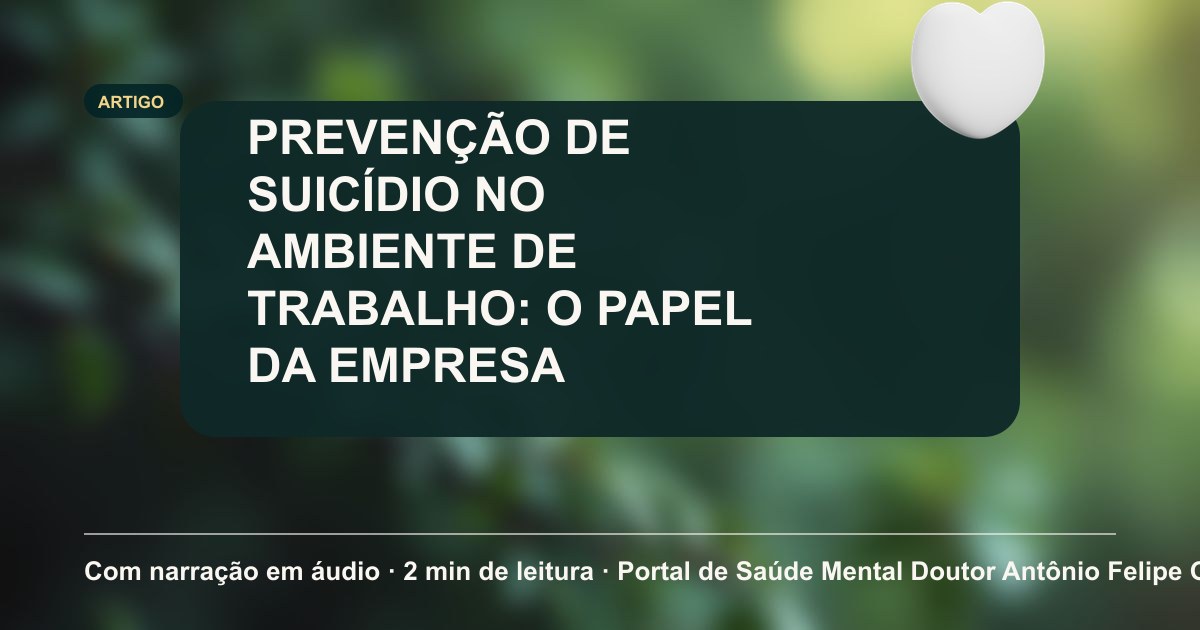 ARTIGO
PREVENÇÃO DE
SUICÍDIO NO
AMBIENTE DE
TRABALHO: O PAPEL
DA EMPRESA
Com narração em áudio · 2 min de leitura · Portal de Saúde Mental Doutor Antônio Felipe